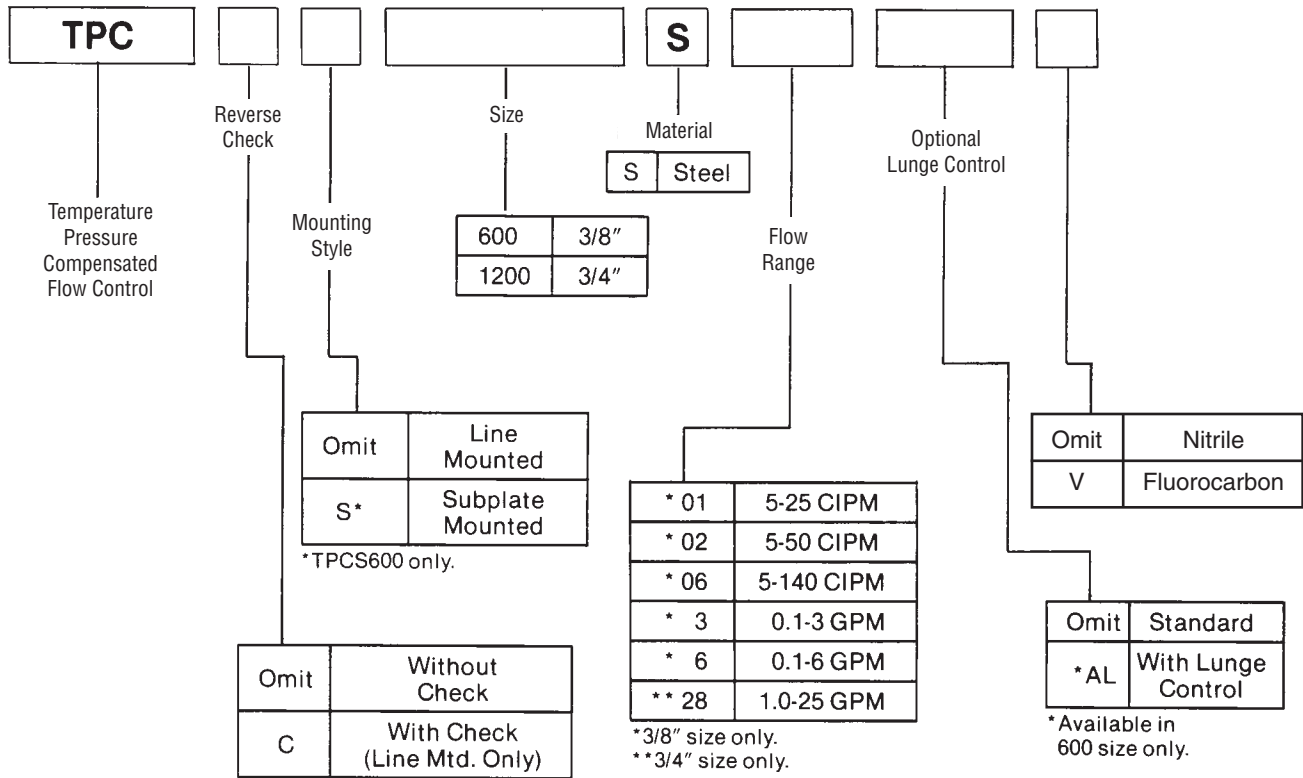 TPC
S
Reverse
Check
Size
Material
S Steel
Optional
Lunge Control
Temperature
Pressure
Compensated
Flow Control
Mounting
Style
600 3/8"
1200 3/4"
Flow
Range
Omit Line
Mounted
S* Subplate
Mounted
*TPCS600 only.
Omit Nitrile
V Fluorocarbon
* 01 5-25 CIPM
* 02 5-50 CIPM
* 06 5-140 CIPM
* 3 0.1-3 GPM
* 6 0.1-6 GPM
** 28 1.0-25 GPM
*3/8" size only.
**3/4" size only.
Omit Standard
*AL With Lunge
Control
*Available in
600 size only.
Omit Without
Check
C With Check
(Line Mtd. Only)